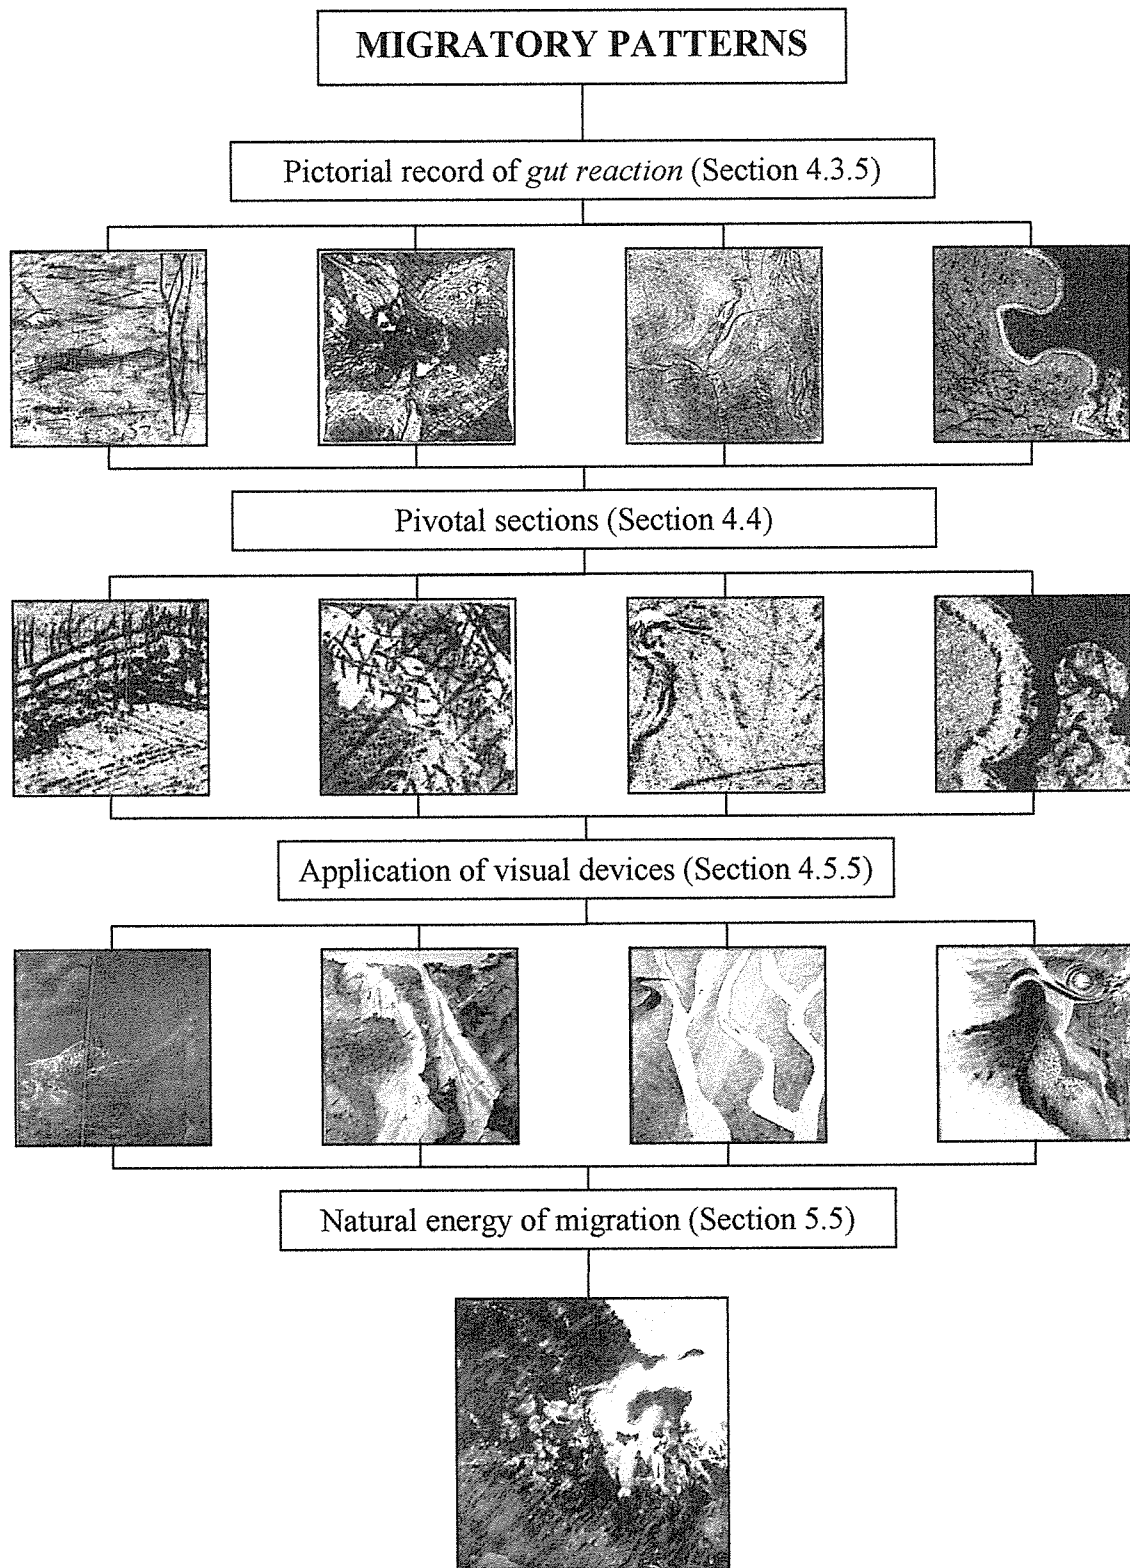 MIGRATORY PATTERNS
Pictorial record of gut reaction (Section 4.3.5)
Pivotal sections (Section 4.4)
Application of visual devices (Section 4.5.5)
Natural energy of migration (Section 5.5)